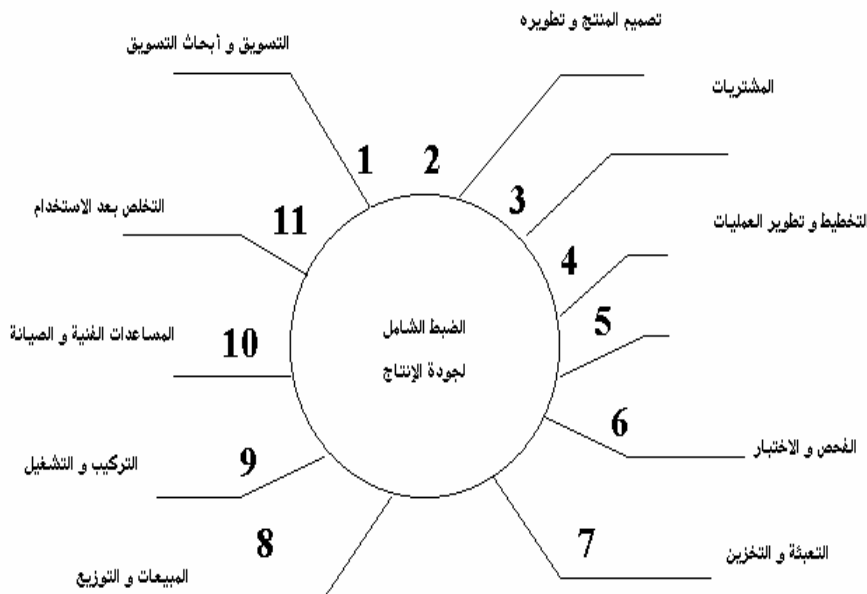 التسويق و أبحاث التسويق
1
تصميم المنتج و تطويره
2
المشتريات
3
لتخطيط و تطوير العمليات
4
5
الفحص و الاختبار
6
التعبئة و التخزين
7
المبيعات و التوزيع
8
التركيب و التشغيل
9
المساعدات الفنية و الصيانة
10
التخلص بعد الاستخدام
11
الضبط الشامل
لجودة الإنتاج